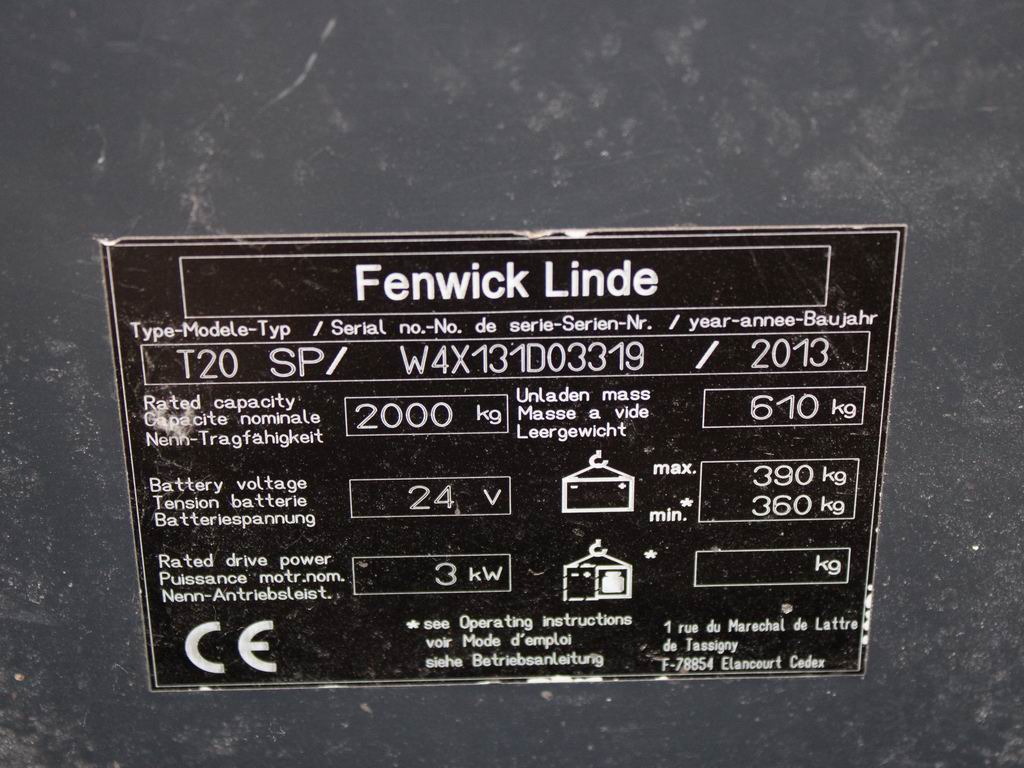 Fenwick Linde
Type-Modele-Typ / Serial no.-No. de serie-Serien-Nr. / year-annee-Baujahr
T20 SP/ W4X131D03319 / 2013
Rated capacity
Capacite nominale
Nenn-Tragfähigkeit
2000 kg
Unladen mass
Masse a vide
Leergewicht
610 kg
Battery voltage
Tension batterie
Batteriespannung
24 V
max. 390 kg
min.* 360 kg
Rated drive power
Puissance motr.nom.
Nenn-Antriebsleist.
3 kW
* kg
CE
*see Operating instructions
voir Mode d'emploi
siehe Betriebsanleitung
1 rue du Marechal de Lattre
de Tassigny
F-78854 Elancourt Cedex